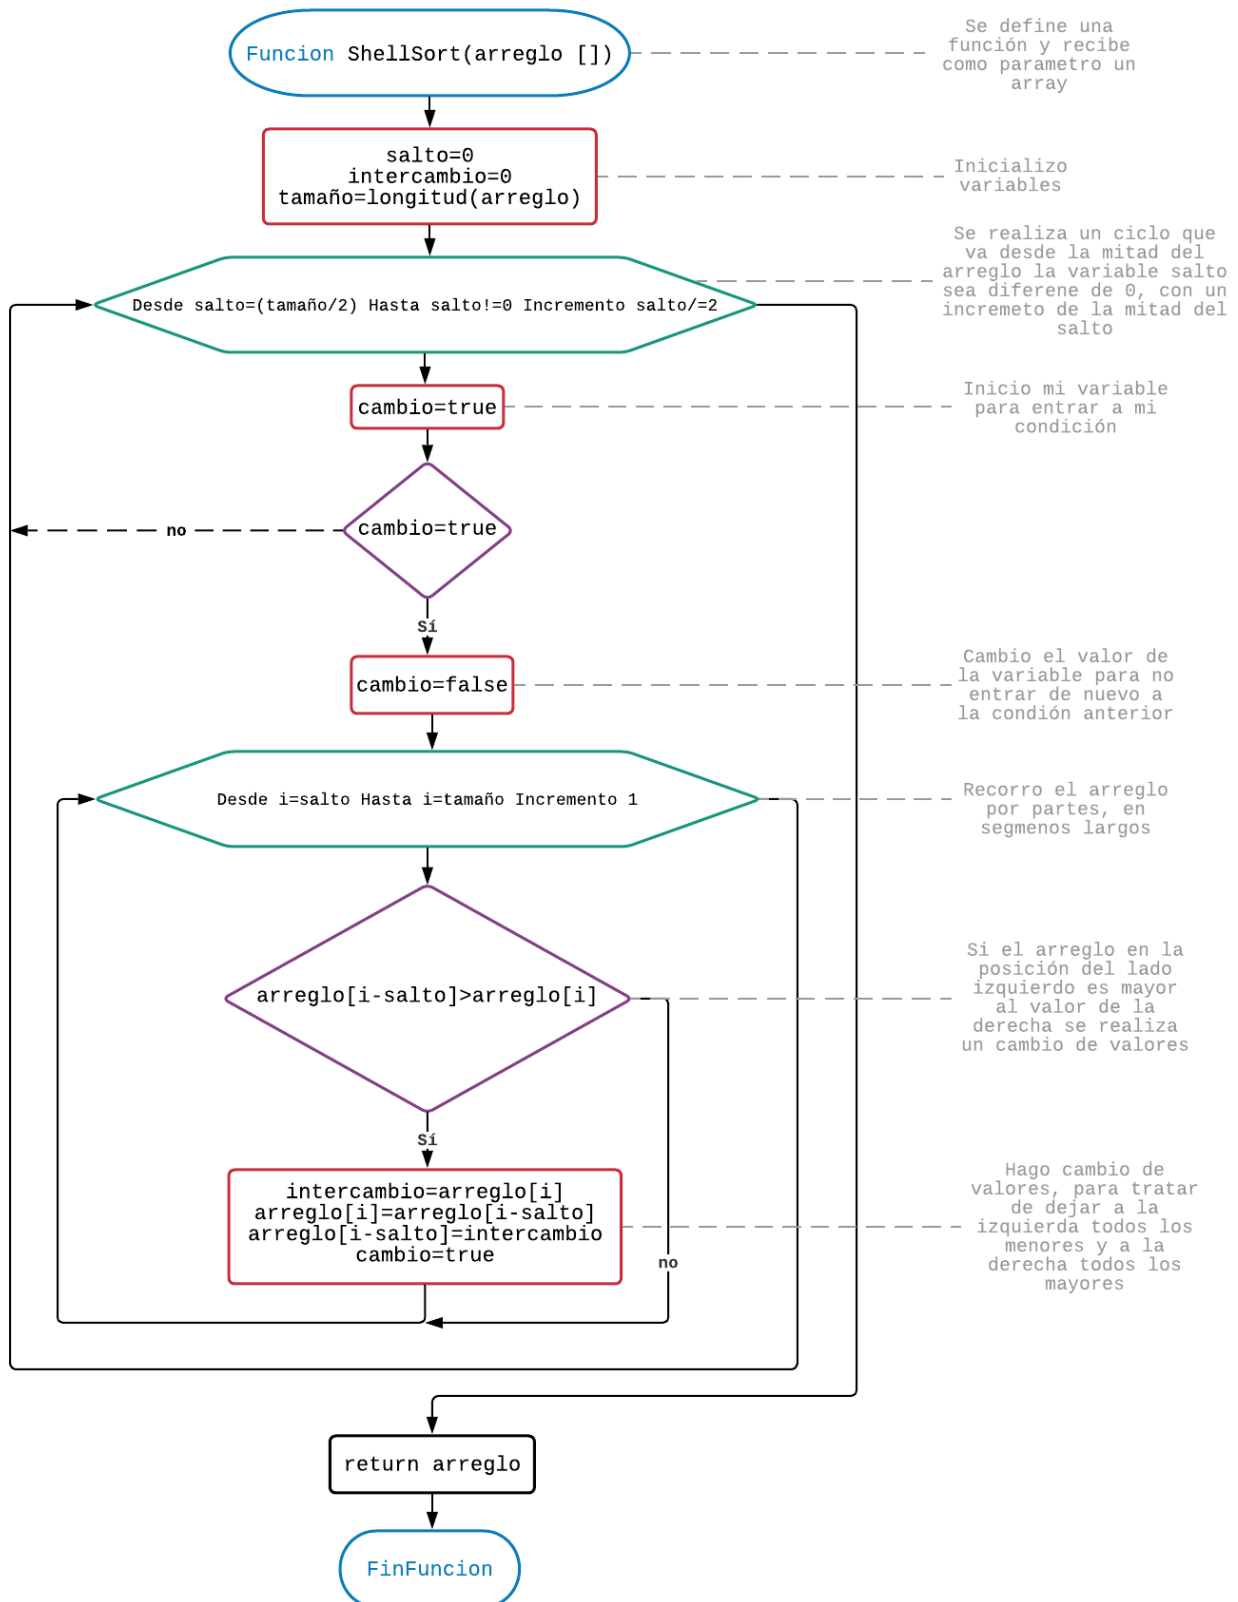 Funcion ShellSort(arreglo [])
Se define una
función y recibe
como parametro un
array
salto=0
intercambio=0
tamaño=longitud(arreglo)
Inicializo
variables
Se realiza un ciclo que
va desde la mitad del
arreglo la variable salto
sea diferene de 0, con un
incremeto de la mitad del
salto
Desde salto=(tamaño/2) Hasta salto!=0 Incremento salto/=2
cambio=true
Inicio mi variable
para entrar a mi
condición
cambio=true
no
Sí
cambio=false
Cambio el valor de
la variable para no
entrar de nuevo a
la condión anterior
Desde i=salto Hasta i=tamaño Incremento 1
Recorro el arreglo
por partes, en
segmenos largos
arreglo[i-salto]>arreglo[i]
Si el arreglo en la
posición del lado
izquierdo es mayor
al valor de la
derecha se realiza
un cambio de valores
Sí
intercambio=arreglo[i]
arreglo[i]=arreglo[i-salto]
arreglo[i-salto]=intercambio
cambio=true
Hago cambio de
valores, para tratar
de dejar a la
izquierda todos los
menores y a la
derecha todos los
mayores
no
return arreglo
FinFuncion